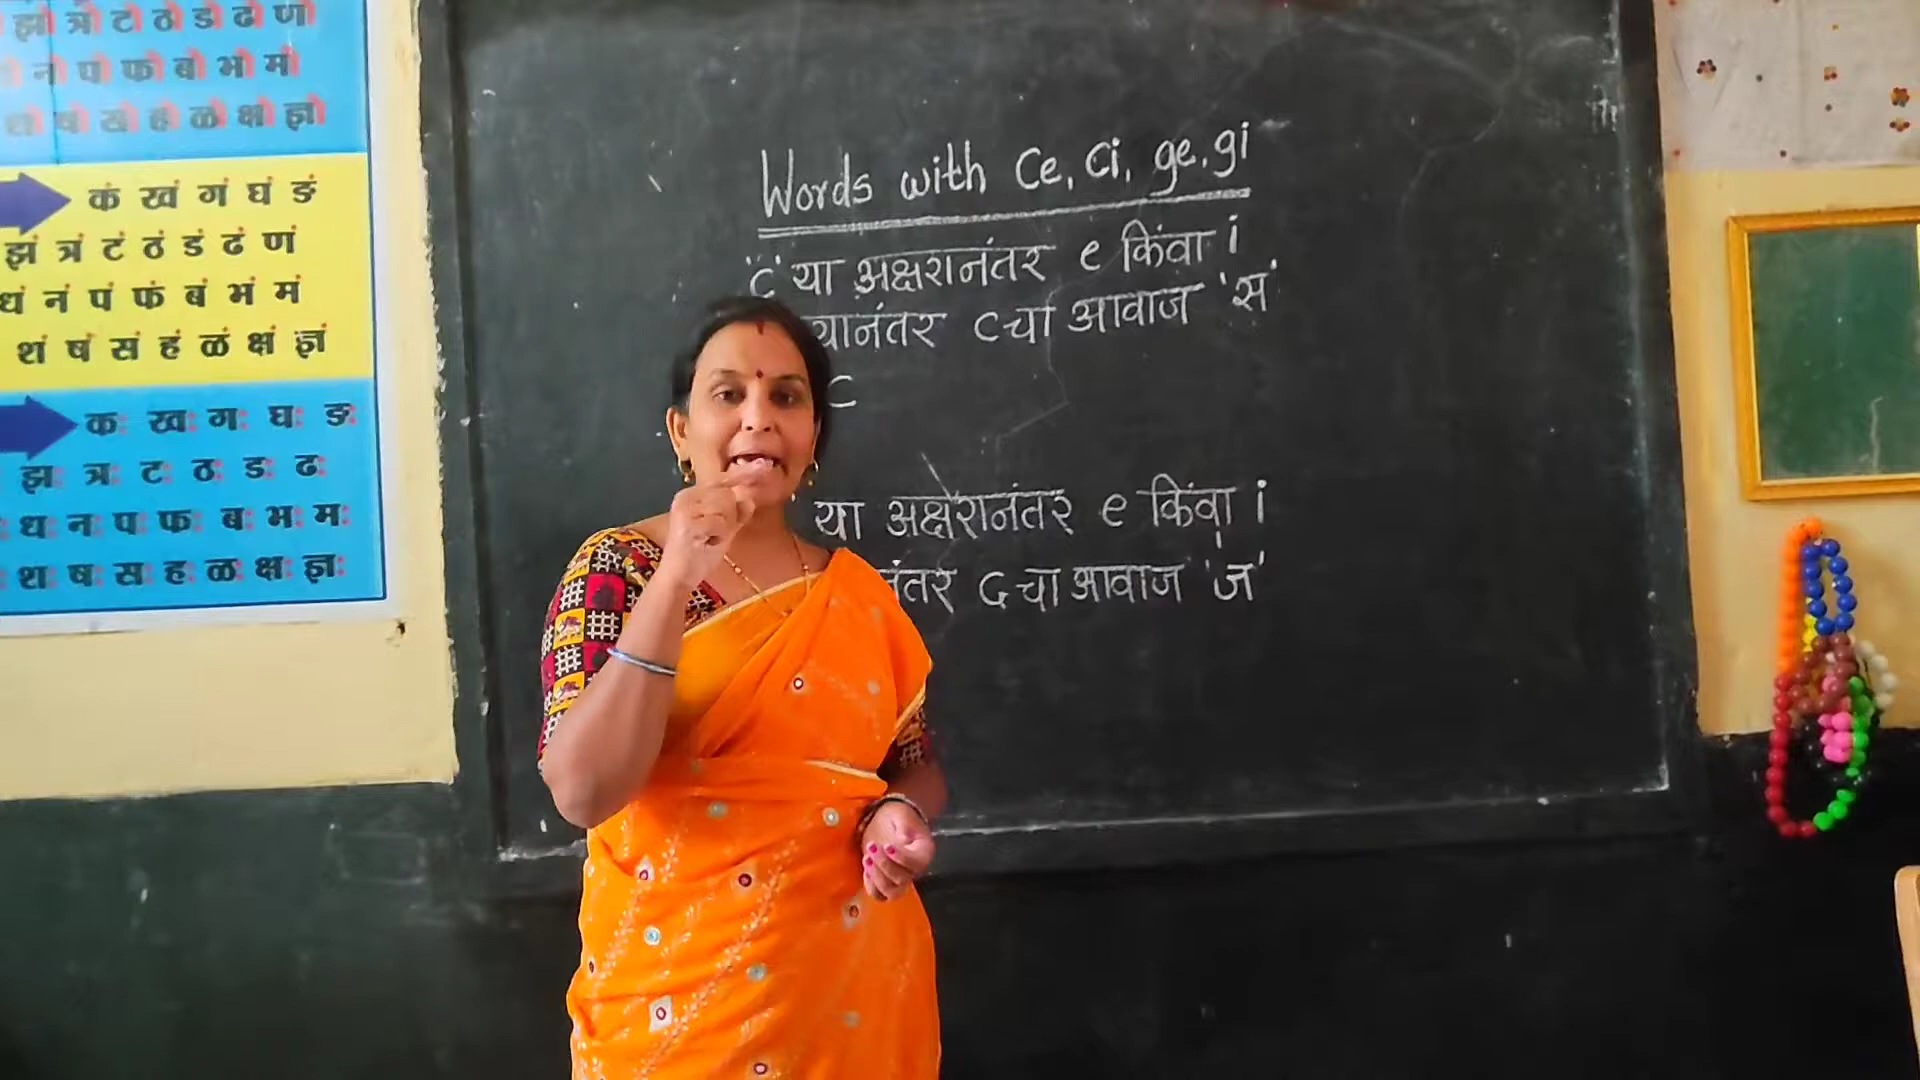 झो ञो टो ठो डो ढो णो
नो पो फो बो भो मो
शो षो सो हो ळो क्षो ज्ञो
कं खं गं घं ङं
झं ञं टं ठं डं ढं णं
धं नं पं फं बं भं मं
शं षं सं हं ळं क्षं ज्ञं
कः खः गः घः ङः
झः ञः टः ठः डः ढः
धः नः पः फः बः भः मः
शः षः सः हः ळः क्षः ज्ञः
Words with Ce, Ci, ge, gi
'C' या अक्षरानंतर e किंवा i
यानंतर C चा आवाज 'स'
C
या अक्षरानंतर e किंवा i
नंतर G चा आवाज 'ज'